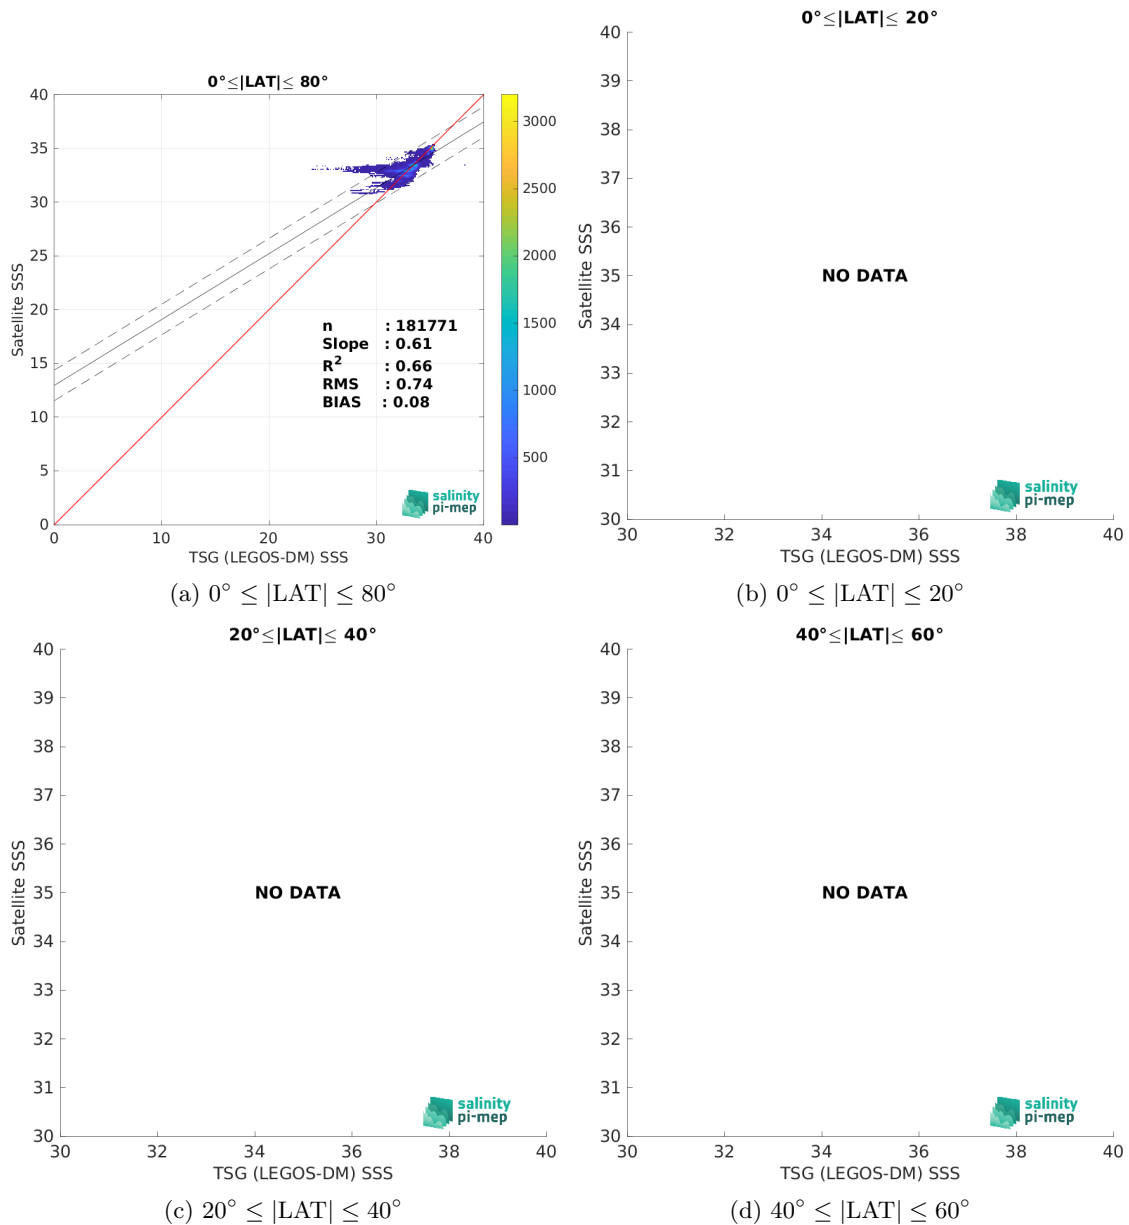 0°≤|LAT|≤ 80°
40
35
30
25
20
15
10
5
0
Satellite SSS
n : 181771
Slope : 0.61
R² : 0.66
RMS : 0.74
BIAS : 0.08
salinity
pi-mep
0 10 20 30 40
TSG (LEGOS-DM) SSS
3000
2500
2000
1500
1000
500
(a) 0° ≤ |LAT| ≤ 80°
0°≤|LAT|≤ 20°
40
39
38
37
36
35
34
33
32
31
30
Satellite SSS
NO DATA
salinity
pi-mep
30 32 34 36 38 40
TSG (LEGOS-DM) SSS
(b) 0° ≤ |LAT| ≤ 20°
20°≤|LAT|≤ 40°
40
39
38
37
36
35
34
33
32
31
30
Satellite SSS
NO DATA
salinity
pi-mep
30 32 34 36 38 40
TSG (LEGOS-DM) SSS
(c) 20° ≤ |LAT| ≤ 40°
40°≤|LAT|≤ 60°
40
39
38
37
36
35
34
33
32
31
30
Satellite SSS
NO DATA
salinity
pi-mep
30 32 34 36 38 40
TSG (LEGOS-DM) SSS
(d) 40° ≤ |LAT| ≤ 60°